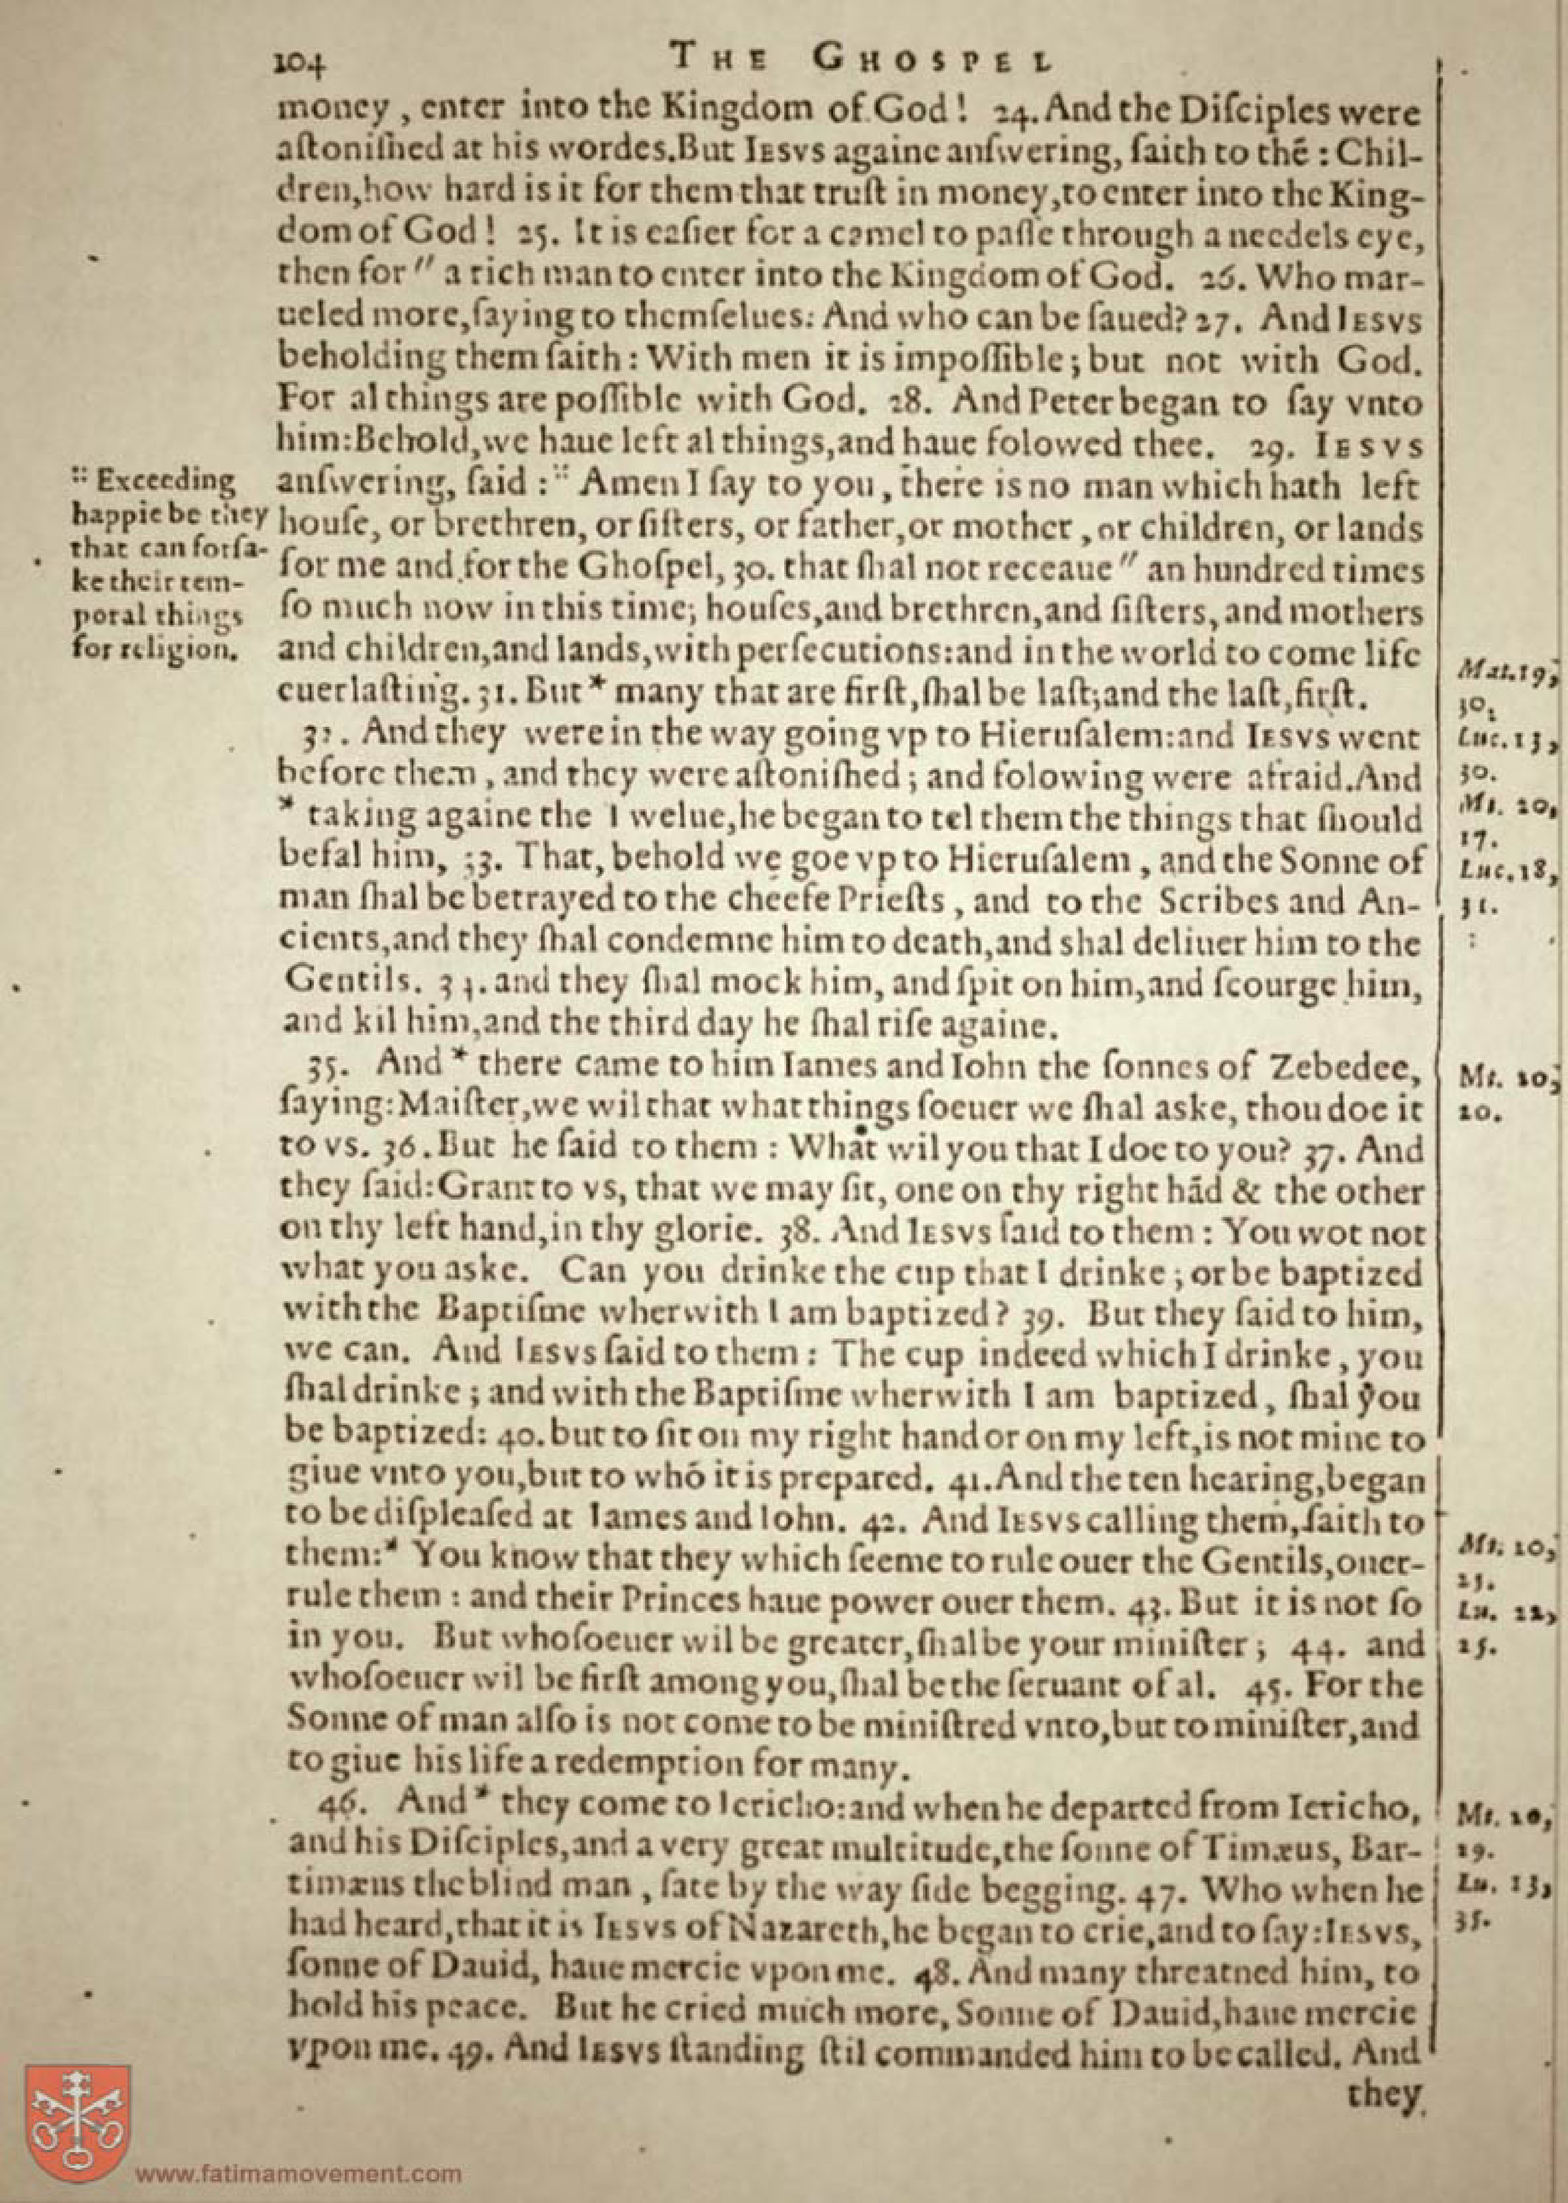 104 THE GHOSPEL
money, enter into the Kingdom of God! 24. And the Diſciples were
aſtoniſhed at his wordes. But IESVS againe anſwering, ſaith to thē: Chil-
dren, how hard is it for them that truſt in money, to enter into the King-
dom of God! 25. It is eaſier for a camel to paſſe through a needels eye,
then for " a rich man to enter into the Kingdom of God. 26. Who mar-
ueled more, ſaying to themſelues: And who can be ſaued? 27. And IESVS
beholding them ſaith: With men it is impoſſible; but not with God.
For al things are poſſible with God. 28. And Peter began to ſay vnto
him: Behold, we haue left al things, and haue folowed thee. 29. IESVS
anſwering, ſaid: :: Amen I ſay to you, there is no man which hath left
houſe, or brethren, or ſiſters, or father, or mother, or children, or lands
for me and for the Ghoſpel, 30. that ſhal not receaue " an hundred times
ſo much now in this time; houſes, and brethren, and ſiſters, and mothers
and children, and lands, with perſecutions: and in the world to come life
euerlaſting. 31. But * many that are firſt, ſhal be laſt; and the laſt, firſt.
32. And they were in the way going vp to Hieruſalem: and IESVS went
before them, and they were aſtoniſhed; and folowing were afraid. And
* taking againe the Twelue, he began to tel them the things that ſhould
befal him, 33. That, behold we goe vp to Hieruſalem, and the Sonne of
man ſhal be betrayed to the cheefe Prieſts, and to the Scribes and An-
cients, and they ſhal condemne him to death, and shal deliuer him to the
Gentils. 34. and they ſhal mock him, and ſpit on him, and ſcourge him,
and kil him, and the third day he ſhal riſe againe.
35. And * there came to him Iames and Iohn the ſonnes of Zebedee,
ſaying: Maiſter, we wil that what things ſoeuer we ſhal aske, thou doe it
to vs. 36. But he ſaid to them: What wil you that I doe to you? 37. And
they ſaid: Grant to vs, that we may ſit, one on thy right hād & the other
on thy left hand, in thy glorie. 38. And IESVS ſaid to them: You wot not
what you aske. Can you drinke the cup that I drinke; or be baptized
with the Baptiſme wherwith I am baptized? 39. But they ſaid to him,
we can. And IESVS ſaid to them: The cup indeed which I drinke, you
ſhal drinke; and with the Baptiſme wherwith I am baptized, ſhal you
be baptized: 40. but to ſit on my right hand or on my left, is not mine to
giue vnto you, but to whō it is prepared. 41. And the ten hearing, began
to be diſpleaſed at Iames and Iohn. 42. And IESVS calling them, ſaith to
them: * You know that they which ſeeme to rule ouer the Gentils, ouer-
rule them: and their Princes haue power ouer them. 43. But it is not ſo
in you. But whoſoeuer wil be greater, ſhal be your miniſter; 44. and
whoſoeuer wil be firſt among you, ſhal be the ſeruant of al. 45. For the
Sonne of man alſo is not come to be miniſtred vnto, but to miniſter, and
to giue his life a redemption for many.
46. And * they come to Iericho: and when he departed from Iericho,
and his Diſciples, and a very great multitude, the ſonne of Timæus, Bar-
timæus the blind man, ſate by the way ſide begging. 47. Who when he
had heard, that it is IESVS of Nazareth, he began to crie, and to ſay: IESVS,
ſonne of Dauid, haue mercie vpon me. 48. And many threatned him, to
hold his peace. But he cried much more, Sonne of Dauid, haue mercie
vpon me. 49. And IESVS ſtanding ſtil commanded him to be called. And
they
:: Exceeding
happie be they
that can forſa-
ke their tem-
poral things
for religion.
Mat. 19,
30.
Luc. 13,
30.
Mt. 20,
17.
Luc. 18,
31.
Mt. 20,
20.
Mt. 20,
25.
Lu. 22,
25.
Mt. 20,
29.
Lu. 13,
35.
www.fatimamovement.com